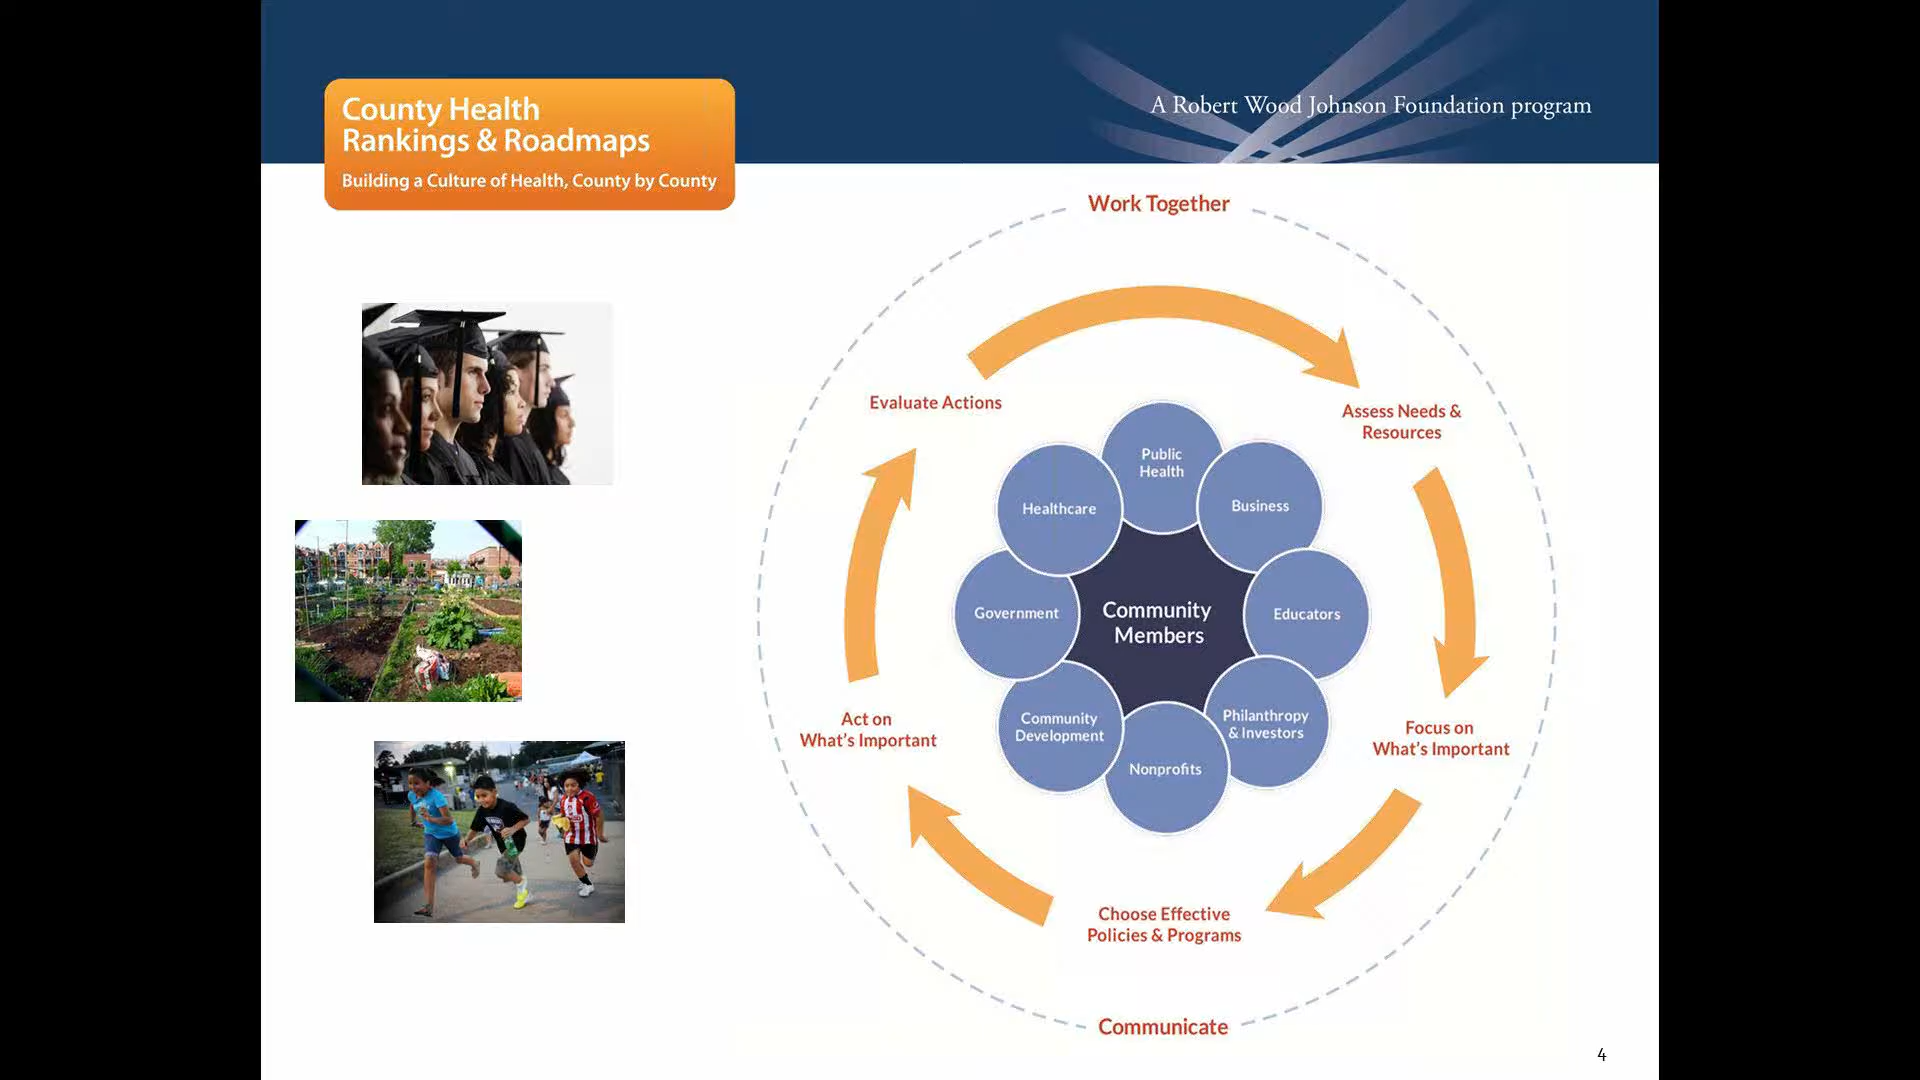 County Health
Rankings & Roadmaps
Building a Culture of Health, County by County
A Robert Wood Johnson Foundation program
Work Together
Evaluate Actions
Assess Needs &
Resources
Public
Health
Healthcare
Business
Government
Community
Members
Educators
Community
Development
Philanthropy
& Investors
Nonprofits
Act on
What’s Important
Focus on
What’s Important
Choose Effective
Policies & Programs
Communicate
4